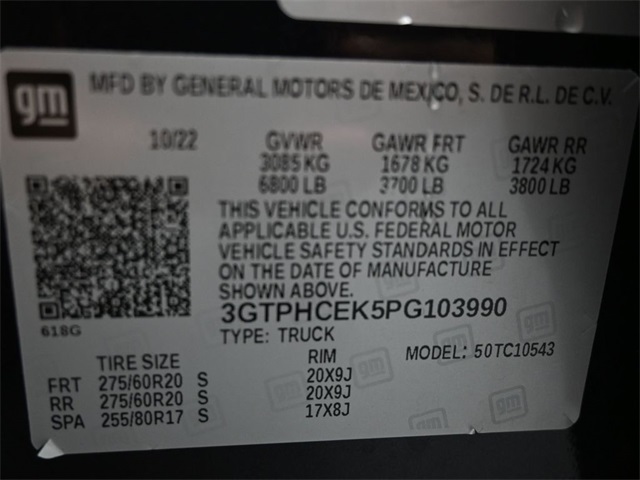 gm MFD BY GENERAL MOTORS DE MEXICO, S. DE R.L. DE C.V.
10/22 GVWR GAWR FRT GAWR RR
3085 KG 1678 KG 1724 KG
6800 LB 3700 LB 3800 LB
THIS VEHICLE CONFORMS TO ALL
APPLICABLE U.S. FEDERAL MOTOR
VEHICLE SAFETY STANDARDS IN EFFECT
ON THE DATE OF MANUFACTURE
SHOWN ABOVE.
3GTPHCEK5PG103990
618G TYPE: TRUCK
TIRE SIZE RIM MODEL: 50TC10543
FRT 275/60R20 S 20X9J
RR 275/60R20 S 20X9J
SPA 255/80R17 S 17X8J